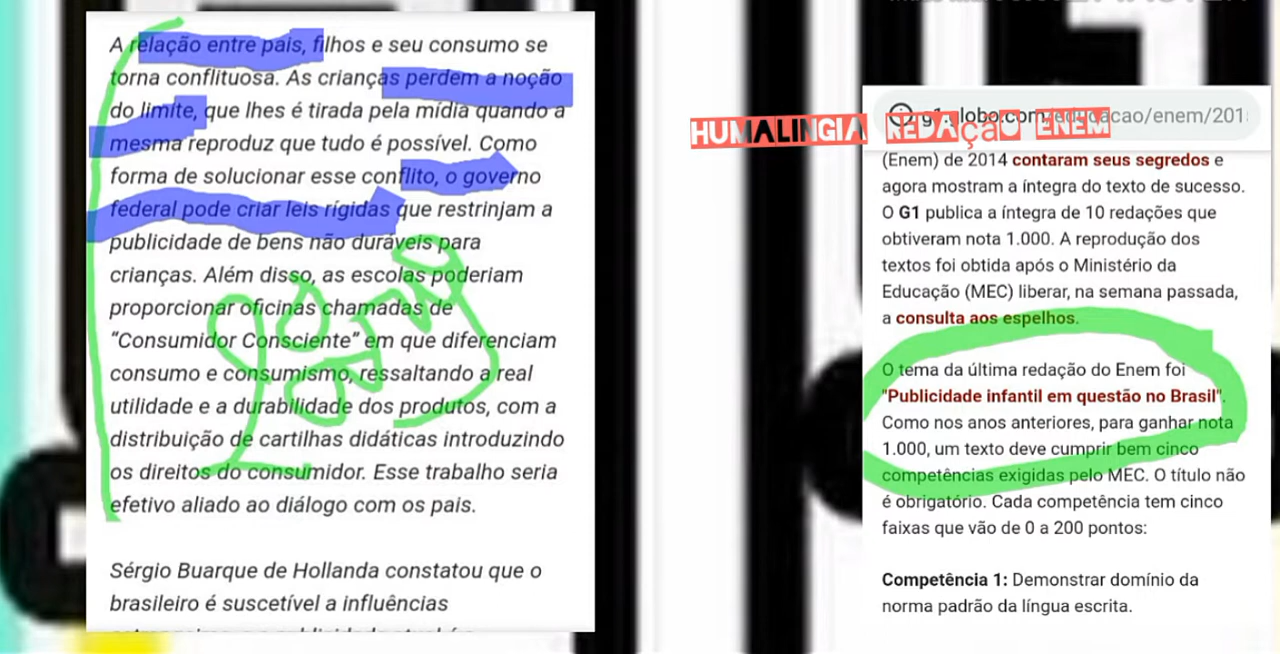 A relação entre pais, filhos e seu consumo se
torna conflituosa. As crianças perdem a noção
do limite, que lhes é tirada pela mídia quando a
mesma reproduz que tudo é possível. Como
forma de solucionar esse conflito, o governo
federal pode criar leis rígidas que restrinjam a
publicidade de bens não duráveis para
crianças. Além disso, as escolas poderiam
proporcionar oficinas chamadas de
“Consumidor Consciente” em que diferenciam
consumo e consumismo, ressaltando a real
utilidade e a durabilidade dos produtos, com a
distribuição de cartilhas didáticas introduzindo
os direitos do consumidor. Esse trabalho seria
efetivo aliado ao diálogo com os pais.
Sérgio Buarque de Hollanda constatou que o
brasileiro é suscetível a influências
HUMALINGIA REDAçãO ENEM
g1.globo.com/educacao/enem/201
(Enem) de 2014 contaram seus segredos e
agora mostram a íntegra do texto de sucesso.
O G1 publica a íntegra de 10 redações que
obtiveram nota 1.000. A reprodução dos
textos foi obtida após o Ministério da
Educação (MEC) liberar, na semana passada,
a consulta aos espelhos.
O tema da última redação do Enem foi
"Publicidade infantil em questão no Brasil".
Como nos anos anteriores, para ganhar nota
1.000, um texto deve cumprir bem cinco
competências exigidas pelo MEC. O título não
é obrigatório. Cada competência tem cinco
faixas que vão de 0 a 200 pontos:
Competência 1: Demonstrar domínio da
norma padrão da língua escrita.